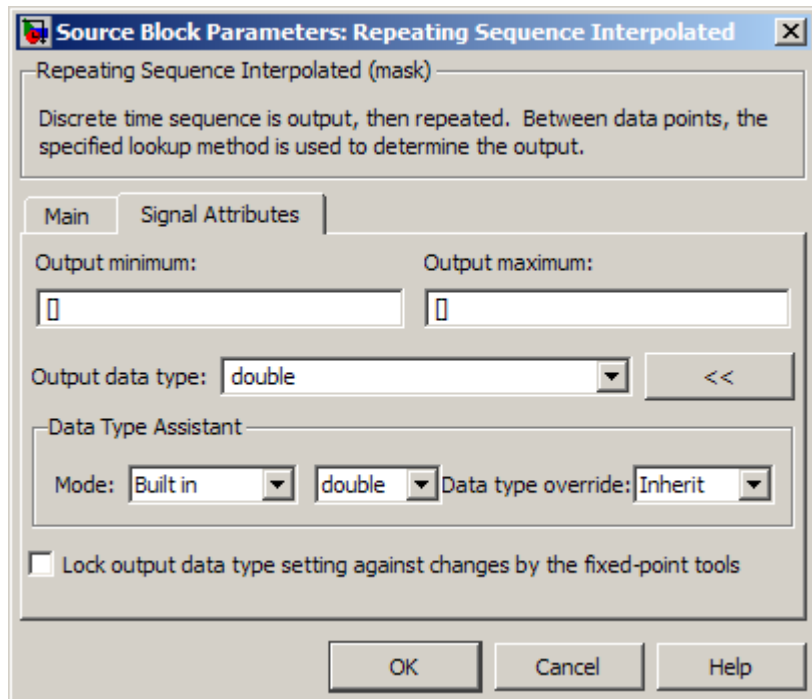 Source Block Parameters: Repeating Sequence Interpolated
Repeating Sequence Interpolated (mask)
Discrete time sequence is output, then repeated.  Between data points, the
specified lookup method is used to determine the output.
Main Signal Attributes
Output minimum: Output maximum:
[] []
Output data type: double <<
Data Type Assistant
Mode: Built in double Data type override: Inherit
Lock output data type setting against changes by the fixed-point tools
OK Cancel Help